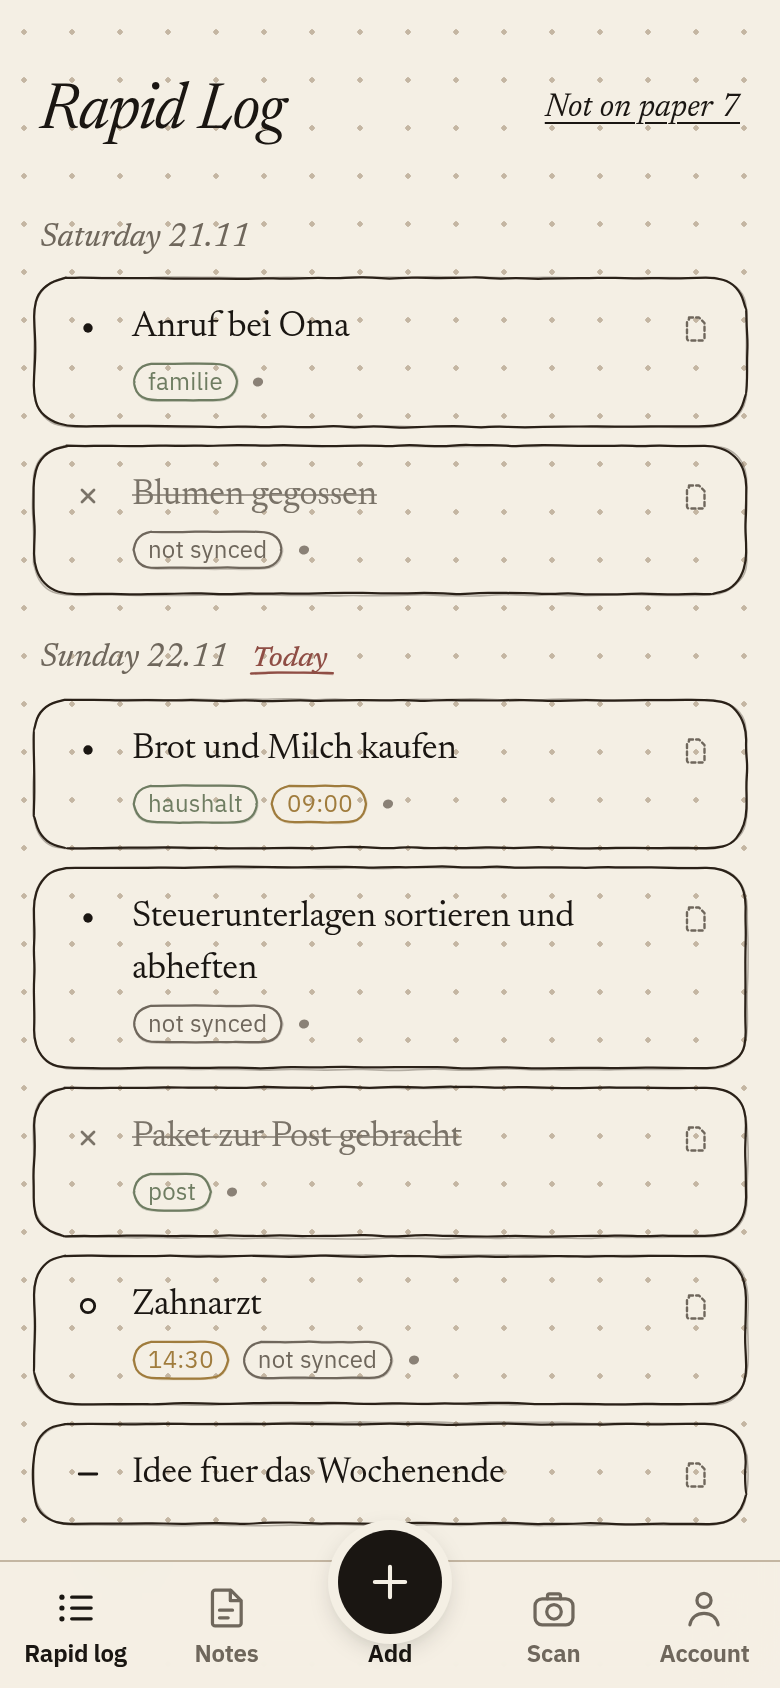 Rapid Log
Not on paper 7
Saturday 21.11
• Anruf bei Oma
familie
× Blumen gegossen
not synced
Sunday 22.11 Today
• Brot und Milch kaufen
haushalt 09:00
• Steuerunterlagen sortieren und
abheften
not synced
× Paket zur Post gebracht
post
Zahnarzt
14:30 not synced
– Idee fuer das Wochenende
Rapid log
Notes
Add
Scan
Account